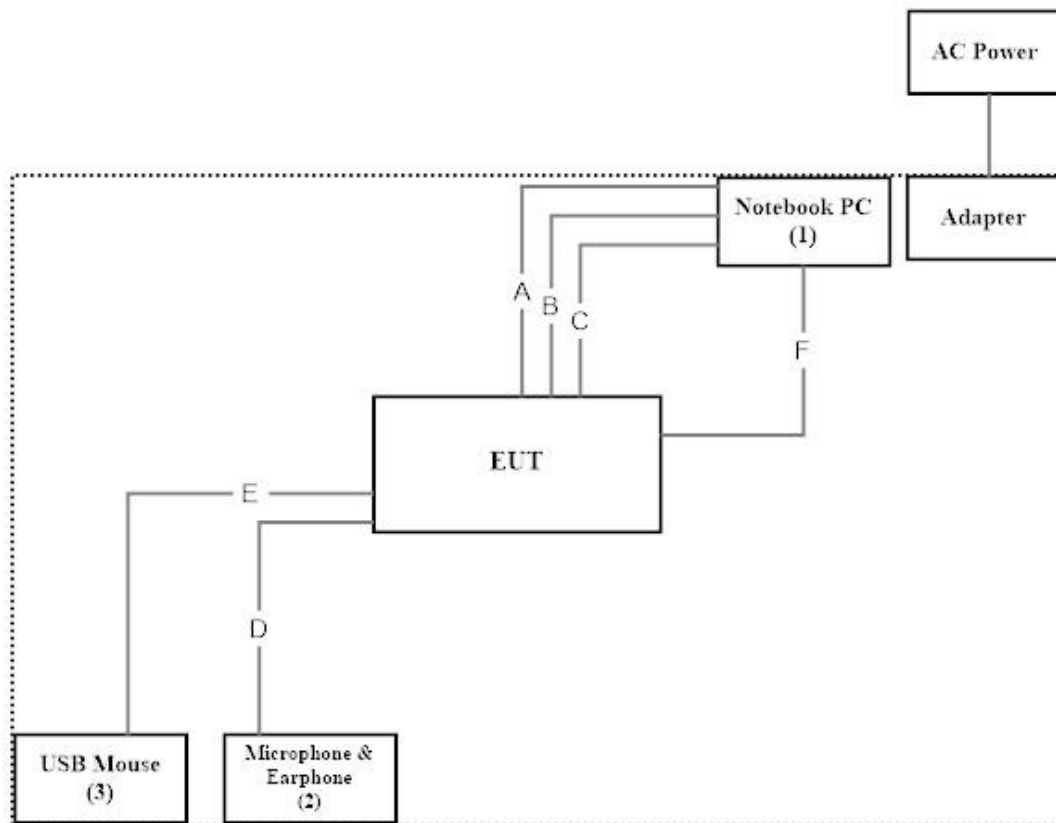 AC Power
Notebook PC
(1)
Adapter
A
B
C
F
EUT
E
D
USB Mouse
(3)
Microphone &
Earphone
(2)